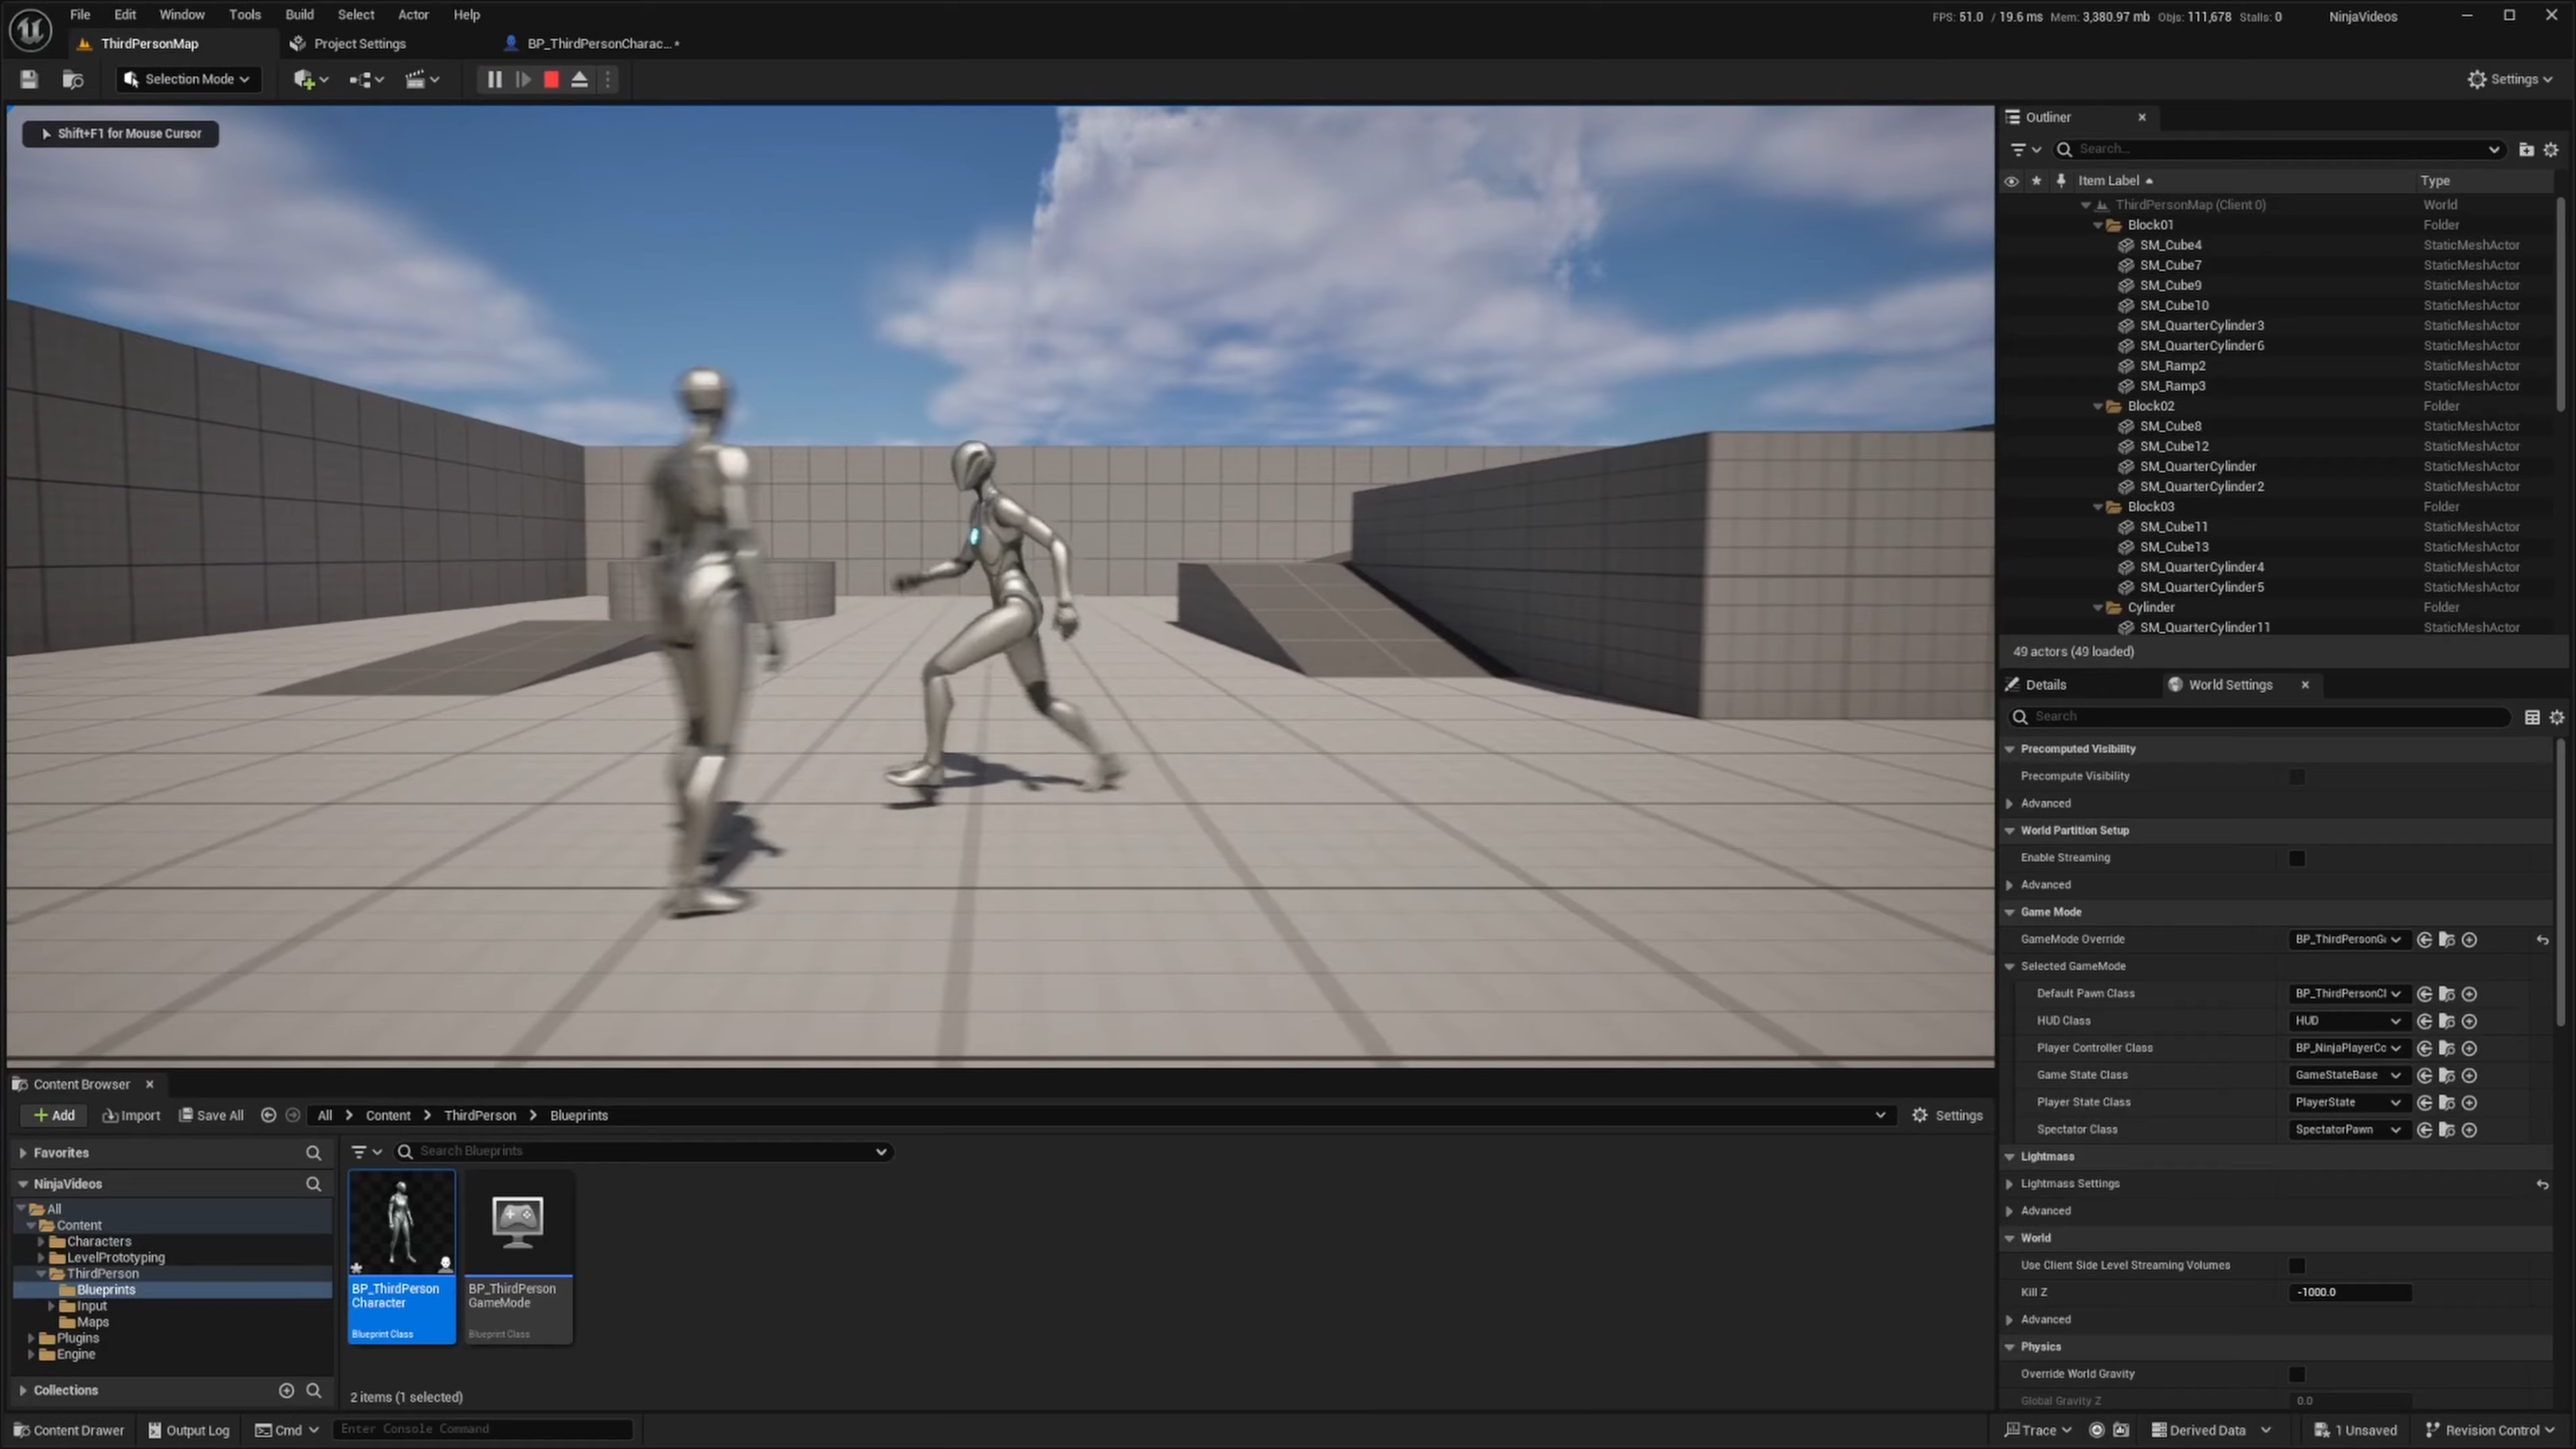 File Edit Window Tools Build Select Actor Help
FPS: 51.0 / 19.6 ms Mem: 3,380.97 mb Objs: 111,678 Stalls: 0 NinjaVideos
ThirdPersonMap Project Settings BP_ThirdPersonCharac...•
Selection Mode Settings
Shift+F1 for Mouse Cursor
Outliner
Search...
Item Label Type
ThirdPersonMap (Client 0) World
Block01 Folder
SM_Cube4 StaticMeshActor
SM_Cube7 StaticMeshActor
SM_Cube9 StaticMeshActor
SM_Cube10 StaticMeshActor
SM_QuarterCylinder3 StaticMeshActor
SM_QuarterCylinder6 StaticMeshActor
SM_Ramp2 StaticMeshActor
SM_Ramp3 StaticMeshActor
Block02 Folder
SM_Cube8 StaticMeshActor
SM_Cube12 StaticMeshActor
SM_QuarterCylinder StaticMeshActor
SM_QuarterCylinder2 StaticMeshActor
Block03 Folder
SM_Cube11 StaticMeshActor
SM_Cube13 StaticMeshActor
SM_QuarterCylinder4 StaticMeshActor
SM_QuarterCylinder5 StaticMeshActor
Cylinder Folder
SM_QuarterCylinder11 StaticMeshActor
49 actors (49 loaded)
Details World Settings
Search
Precomputed Visibility
Precompute Visibility
Advanced
World Partition Setup
Enable Streaming
Advanced
Game Mode
GameMode Override BP_ThirdPersonG
Selected GameMode
Default Pawn Class BP_ThirdPersonCl
HUD Class HUD
Player Controller Class BP_NinjaPlayerCc
Game State Class GameStateBase
Player State Class PlayerState
Spectator Class SpectatorPawn
Lightmass
Lightmass Settings
Advanced
World
Use Client Side Level Streaming Volumes
Kill Z -1000.0
Advanced
Physics
Override World Gravity
Global Gravity Z 0.0
Content Browser
Add Import Save All All Content ThirdPerson Blueprints Settings
Favorites
Search Blueprints
NinjaVideos
All
Content
Characters
LevelPrototyping
ThirdPerson
Blueprints
Input
Maps
Plugins
Engine
Collections
BP_ThirdPerson
Character
Blueprint Class
BP_ThirdPerson
GameMode
Blueprint Class
2 items (1 selected)
Content Drawer Output Log Cmd Enter Console Command
Trace Derived Data 1 Unsaved Revision Control